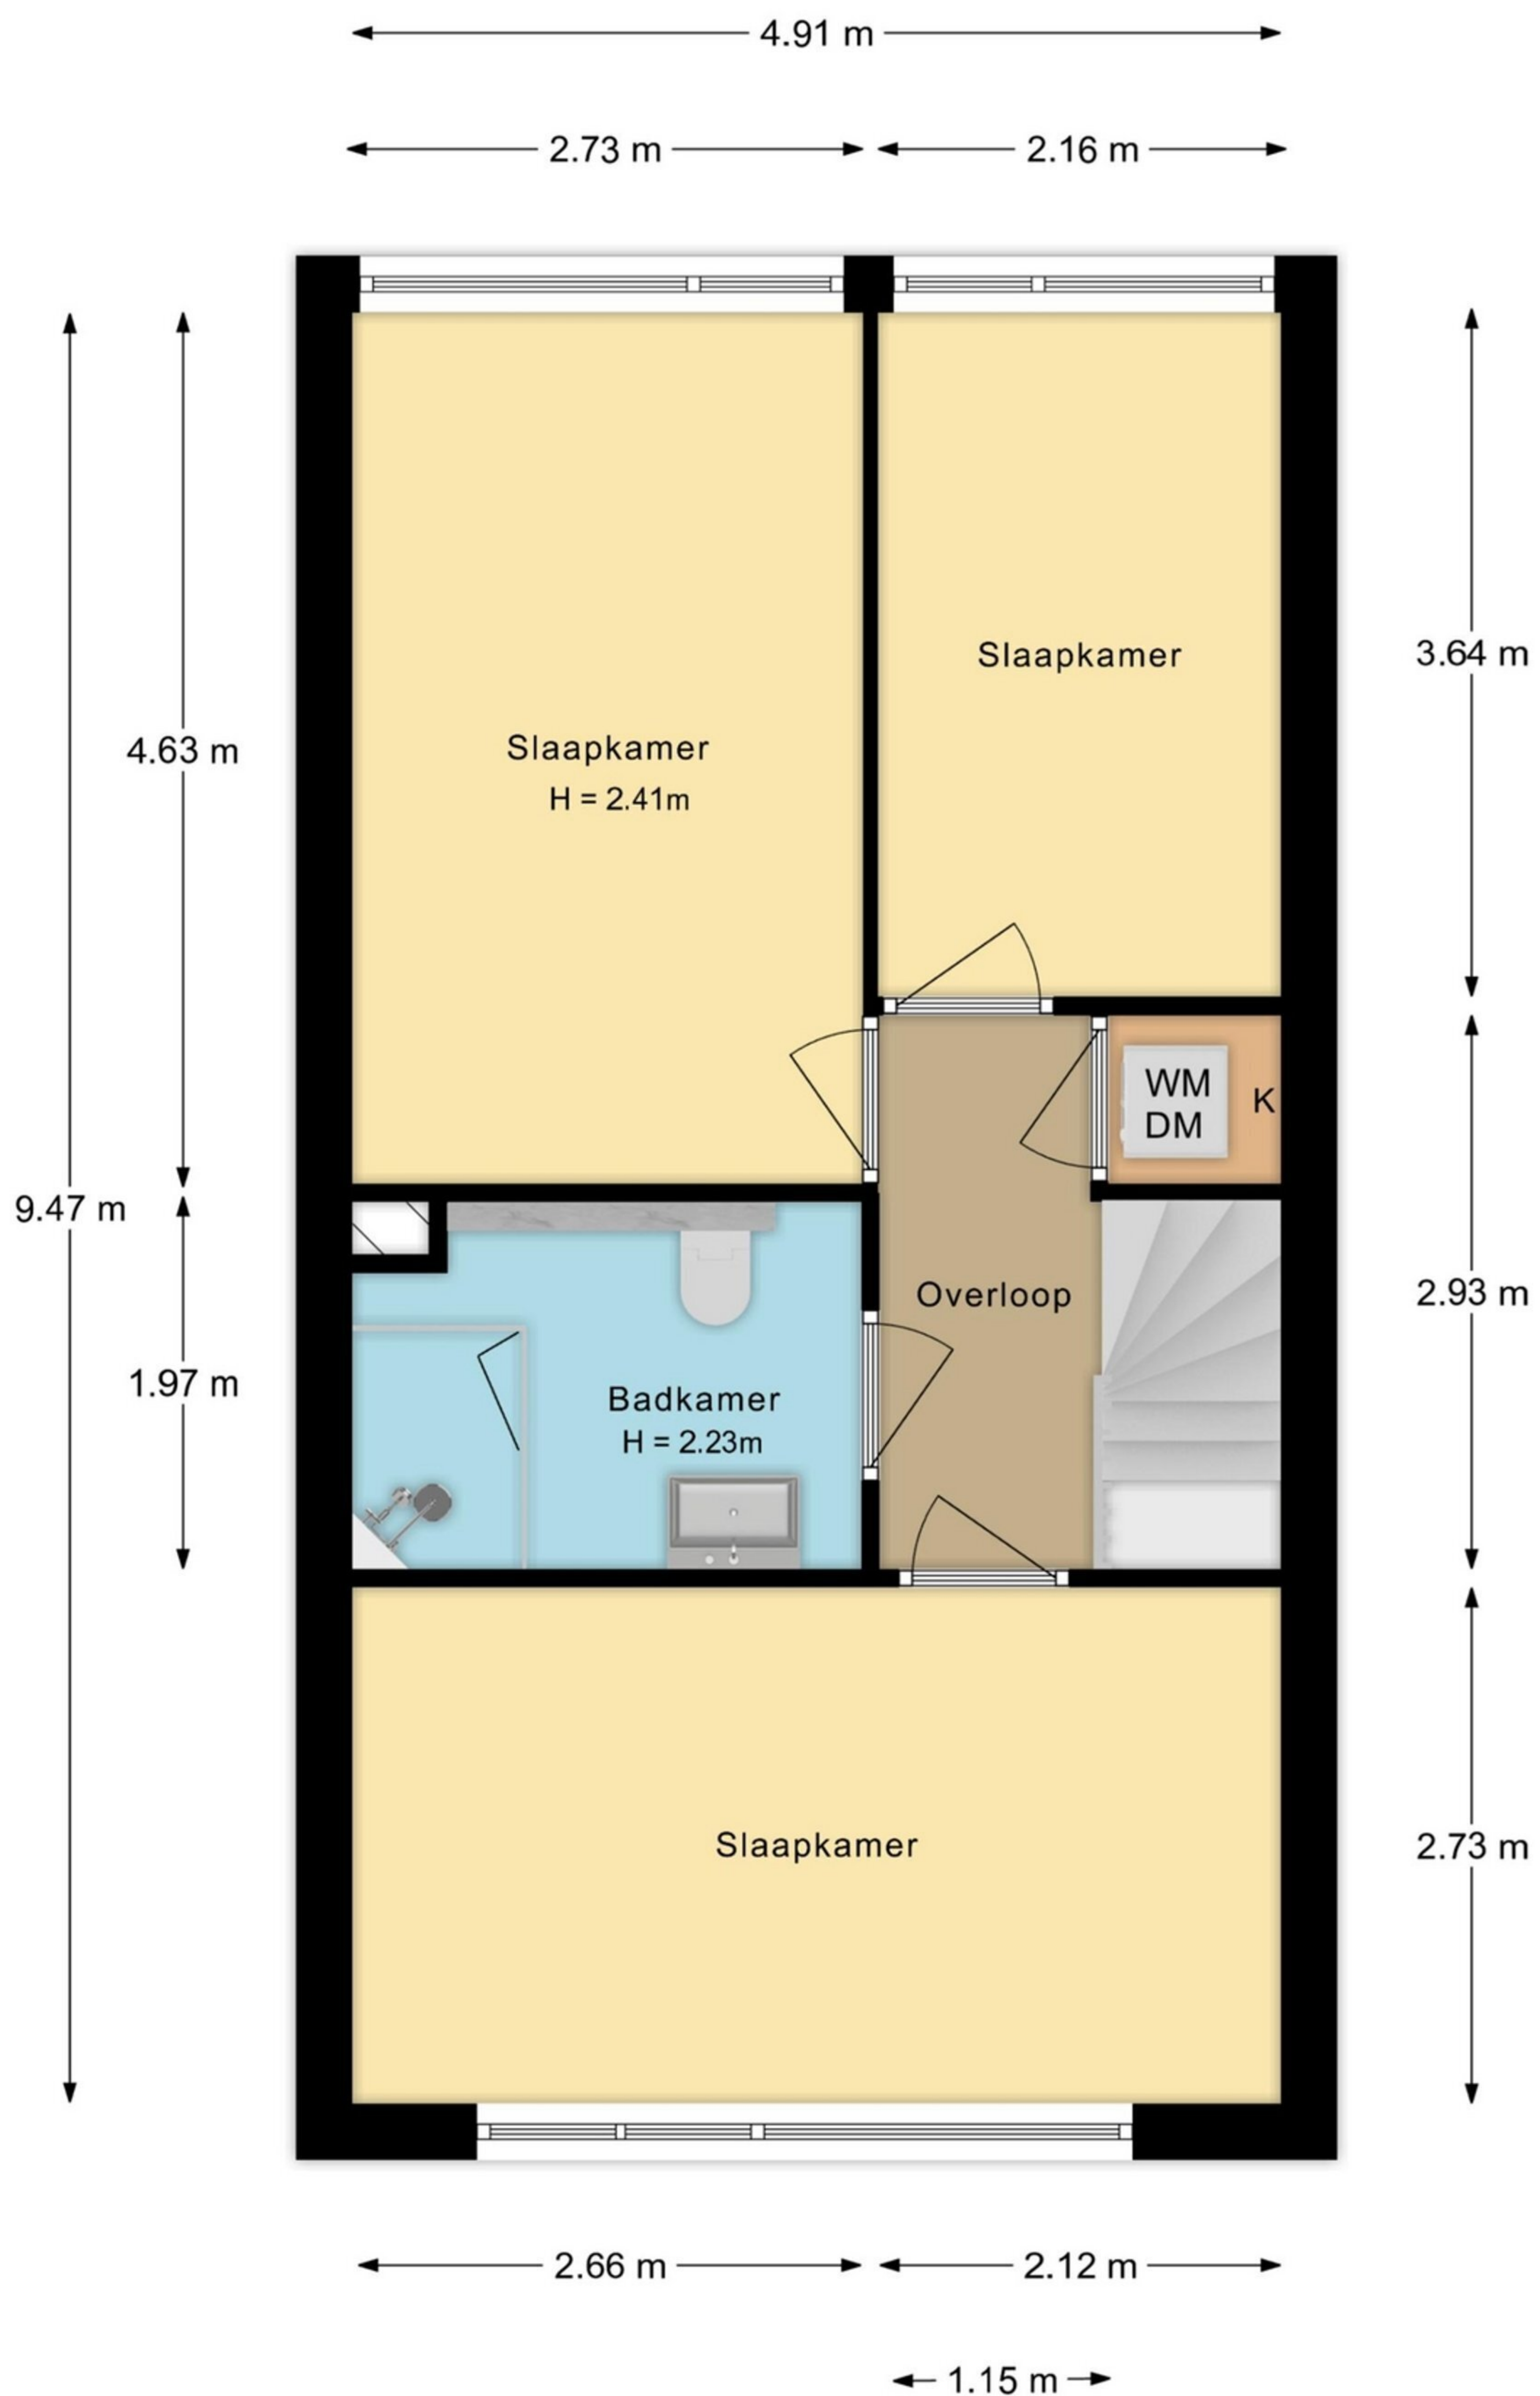 4.91 m
2.73 m
2.16 m
Slaapkamer
3.64 m
Slaapkamer
H = 2.41m
4.63 m
WM
DM
K
9.47 m
Overloop
2.93 m
1.97 m
Badkamer
H = 2.23m
Slaapkamer
2.73 m
2.66 m
2.12 m
1.15 m